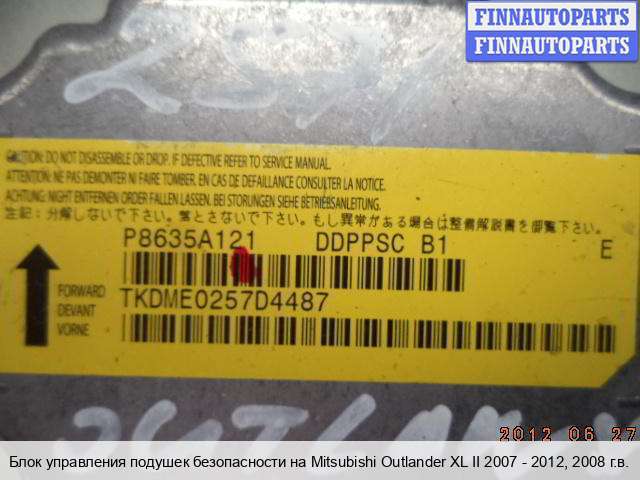 FINNAUTOPARTS
FINNAUTOPARTS
CAUTION: DO NOT DISASSEMBLE OR DROP. IF DEFECTIVE REFER TO SERVICE MANUAL.
ATTENTION: NE PAS DEMONTER NI FAIRE TOMBER. EN CAS DE DEFAILLANCE CONSULTER LA NOTICE.
ACHTUNG: NIGHT ENTFERNEN ODER FALLEN LASSEN. BEI STORUNGEN SIEHE BETRIEBSANLEITUNG.
注記：分解しないで下さい。落とさないで下さい。もし異常がある場合は整備解説書を御覧下さい。
P8635A121 DDPPSC B1 E
FORWARD
DEVANT
VORNE
TKDME0257D4487
2012 06 27
Блок управления подушек безопасности на Mitsubishi Outlander XL II 2007 - 2012, 2008 г.в.